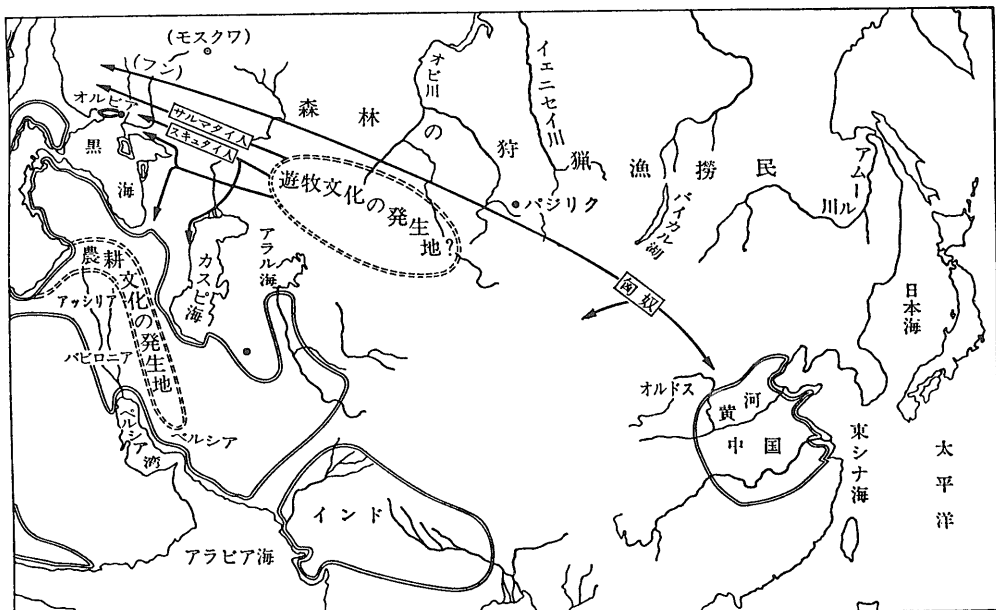 (モスクワ)
(フン)
オルビア
サルマタイ人
スキュタイ人
黒海
森林の狩猟漁撈民
オビ川
イェニセイ川
バイカル湖
アムール川
遊牧文化の発生地?
パジリク
アラル海
カスピ海
農耕文化の発生地
アッシリア
バビロニア
ペルシア湾
ペルシア
匈奴
オルドス
黄河
中国
日本海
東シナ海
太平洋
インド
アラビア海